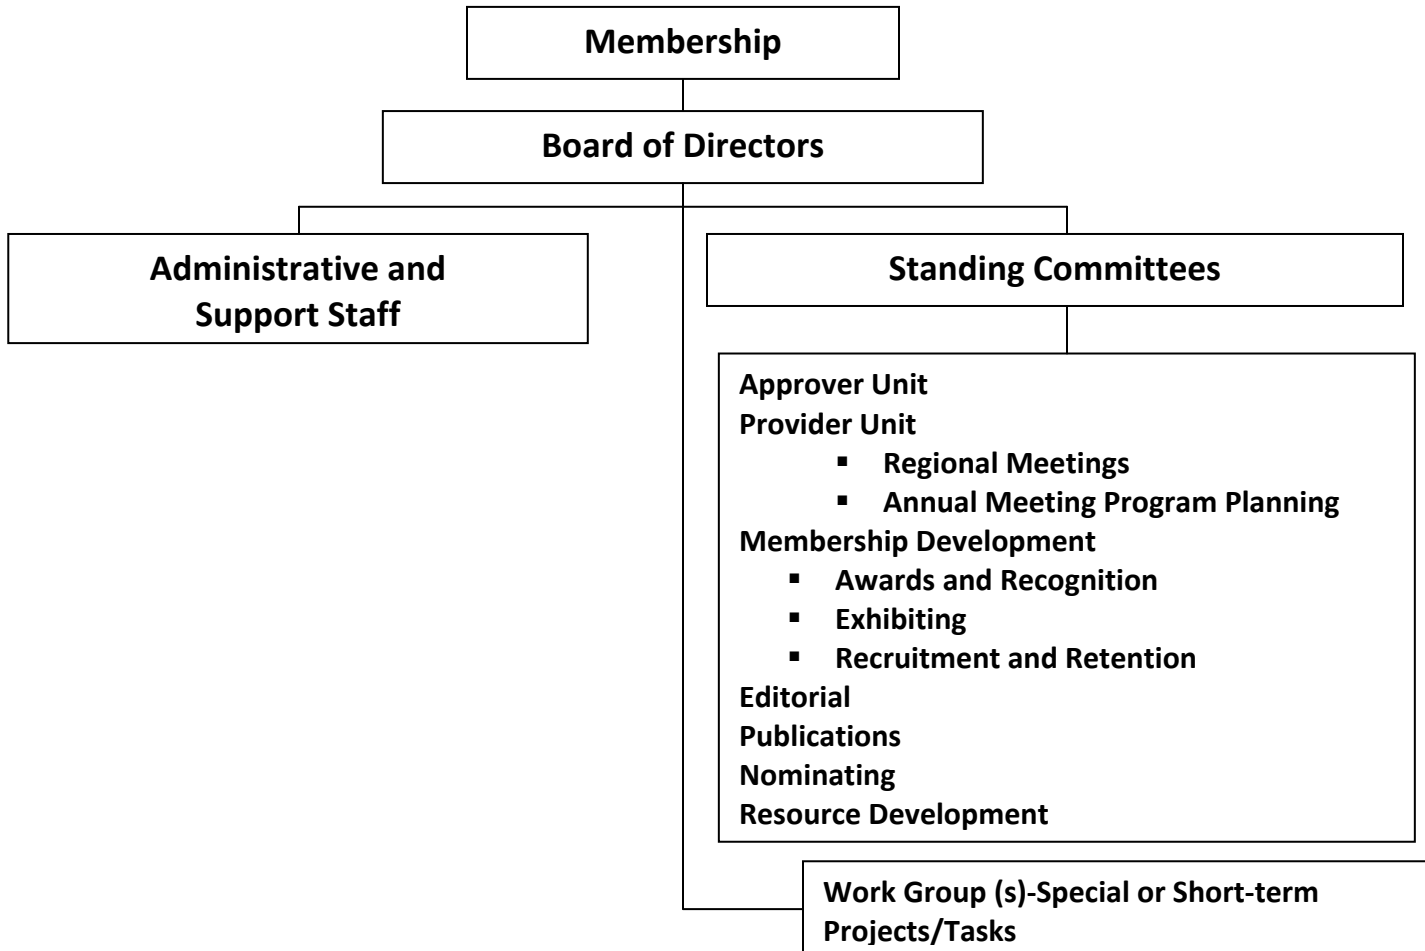 Membership
Board of Directors
Administrative and
Support Staff
Standing Committees
Approver Unit
Provider Unit
▪ Regional Meetings
▪ Annual Meeting Program Planning
Membership Development
▪ Awards and Recognition
▪ Exhibiting
▪ Recruitment and Retention
Editorial
Publications
Nominating
Resource Development
Work Group (s)-Special or Short-term
Projects/Tasks